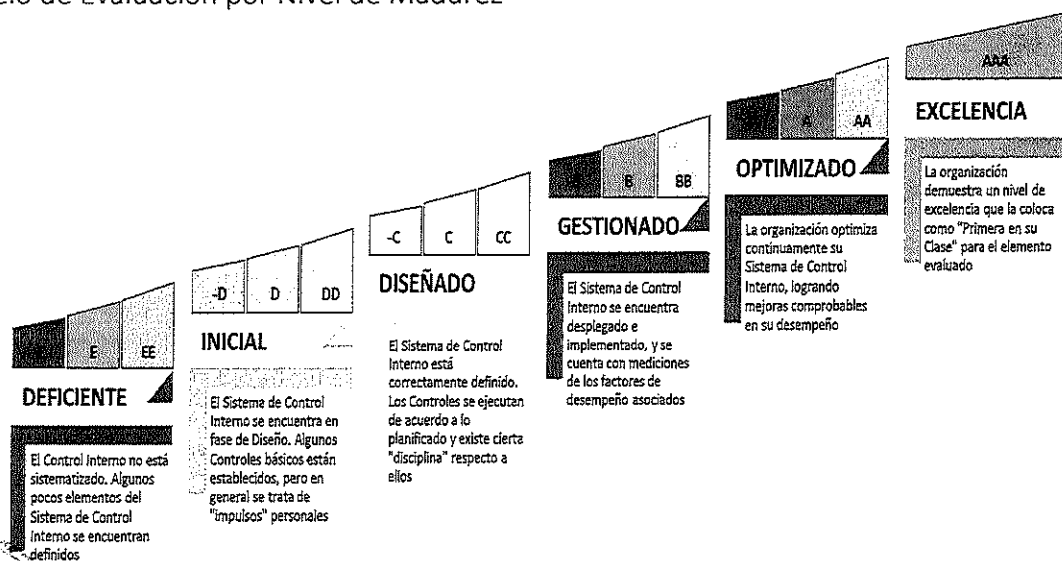 de Evaluación por Nivel de Madurez
E
EE
DEFICIENTE
El Control Interno no está
sistematizado. Algunos
pocos elementos del
Sistema de Control
Interno se encuentran
definidos
-D
D
DD
INICIAL
El Sistema de Control
Interno se encuentra en
fase de Diseño. Algunos
Controles básicos están
establecidos, pero en
general se trata de
"impulsos" personales
-C
C
CC
DISEÑADO
El Sistema de Control
Interno está
correctamente definido.
Los Controles se ejecutan
de acuerdo a lo
planificado y existe cierta
"disciplina" respecto a
ellos
B
BB
GESTIONADO
El Sistema de Control
Interno se encuentra
desplegado e
implementado, y se
cuenta con mediciones
de los factores de
desempeño asociados
A
AA
OPTIMIZADO
La organización optimiza
continuamente su
Sistema de Control
Interno, logrando
mejoras comprobables
en su desempeño
AAA
EXCELENCIA
La organización
demuestra un nivel de
excelencia que la coloca
como "Primera en su
Clase" para el elemento
evaluado